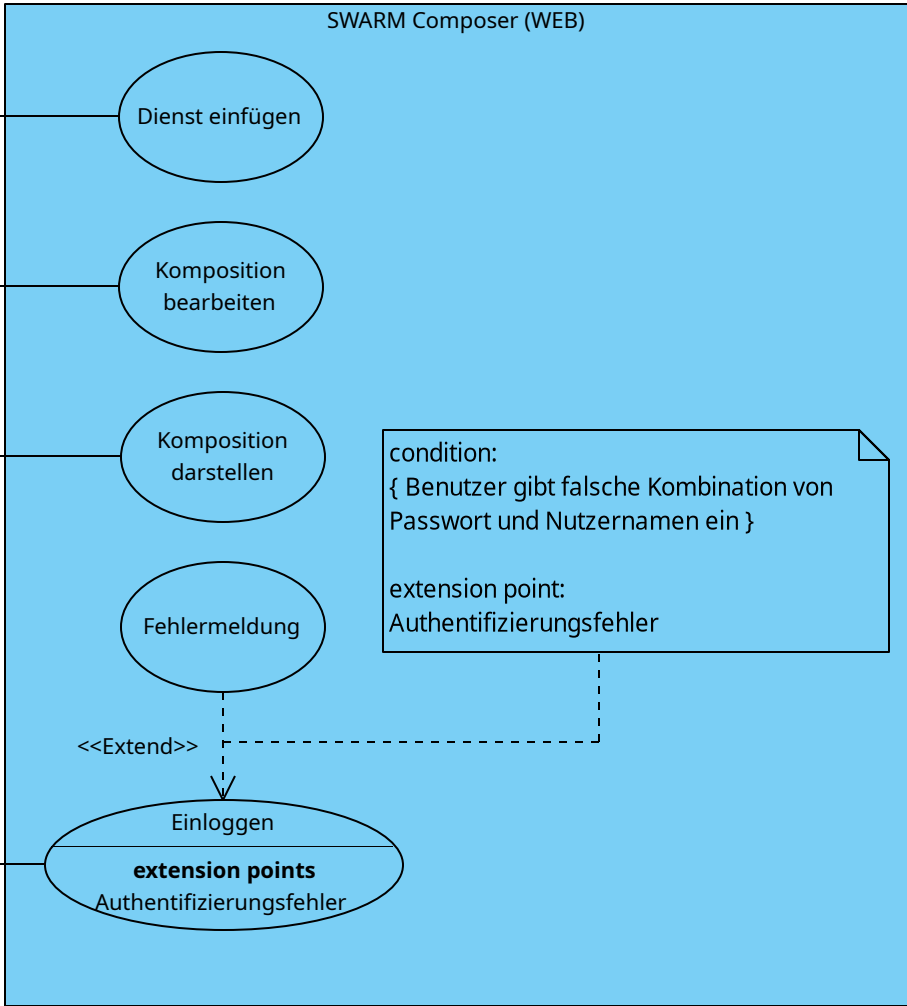 SWARM Composer (WEB)
Dienst einfügen
Komposition
bearbeiten
Komposition
darstellen
condition:
{ Benutzer gibt falsche Kombination von
Passwort und Nutzernamen ein }
extension point:
Authentifizierungsfehler
Fehlermeldung
<<Extend>>
Einloggen
extension points
Authentifizierungsfehler